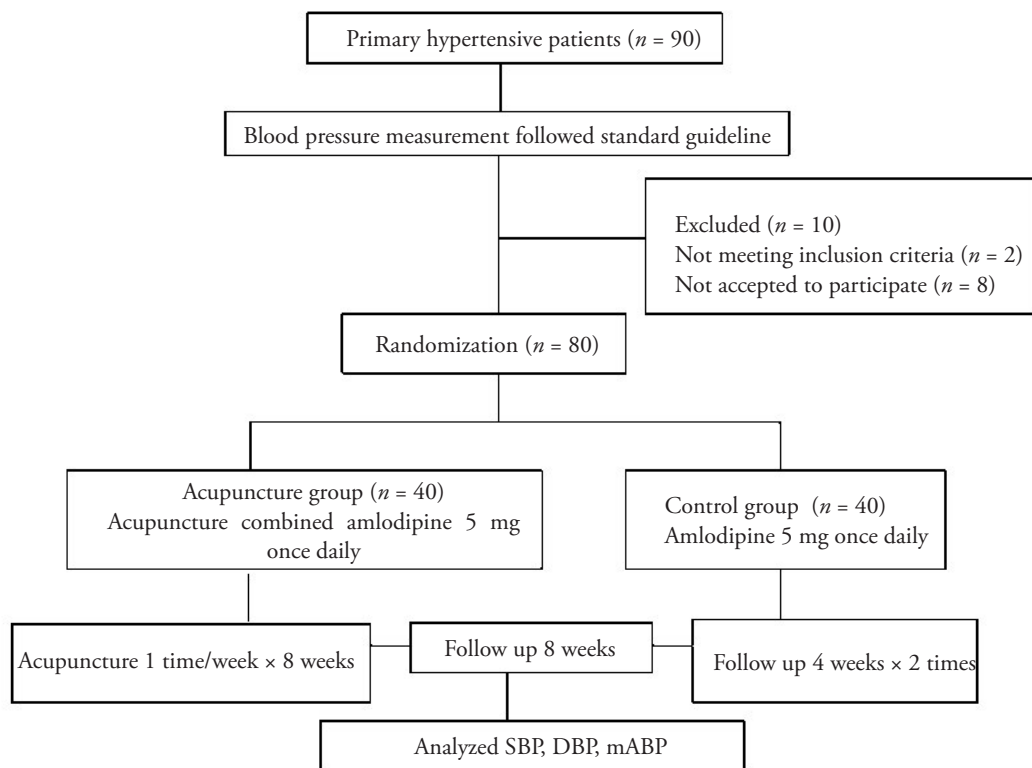 Primary hypertensive patients (n = 90)
Blood pressure measurement followed standard guideline
Excluded (n = 10)
Not meeting inclusion criteria (n = 2)
Not accepted to participate (n = 8)
Randomization (n = 80)
Acupuncture group (n = 40)
Acupuncture combined amlodipine 5 mg
once daily
Control group (n = 40)
Amlodipine 5 mg once daily
Acupuncture 1 time/week × 8 weeks
Follow up 8 weeks
Follow up 4 weeks × 2 times
Analyzed SBP, DBP, mABP